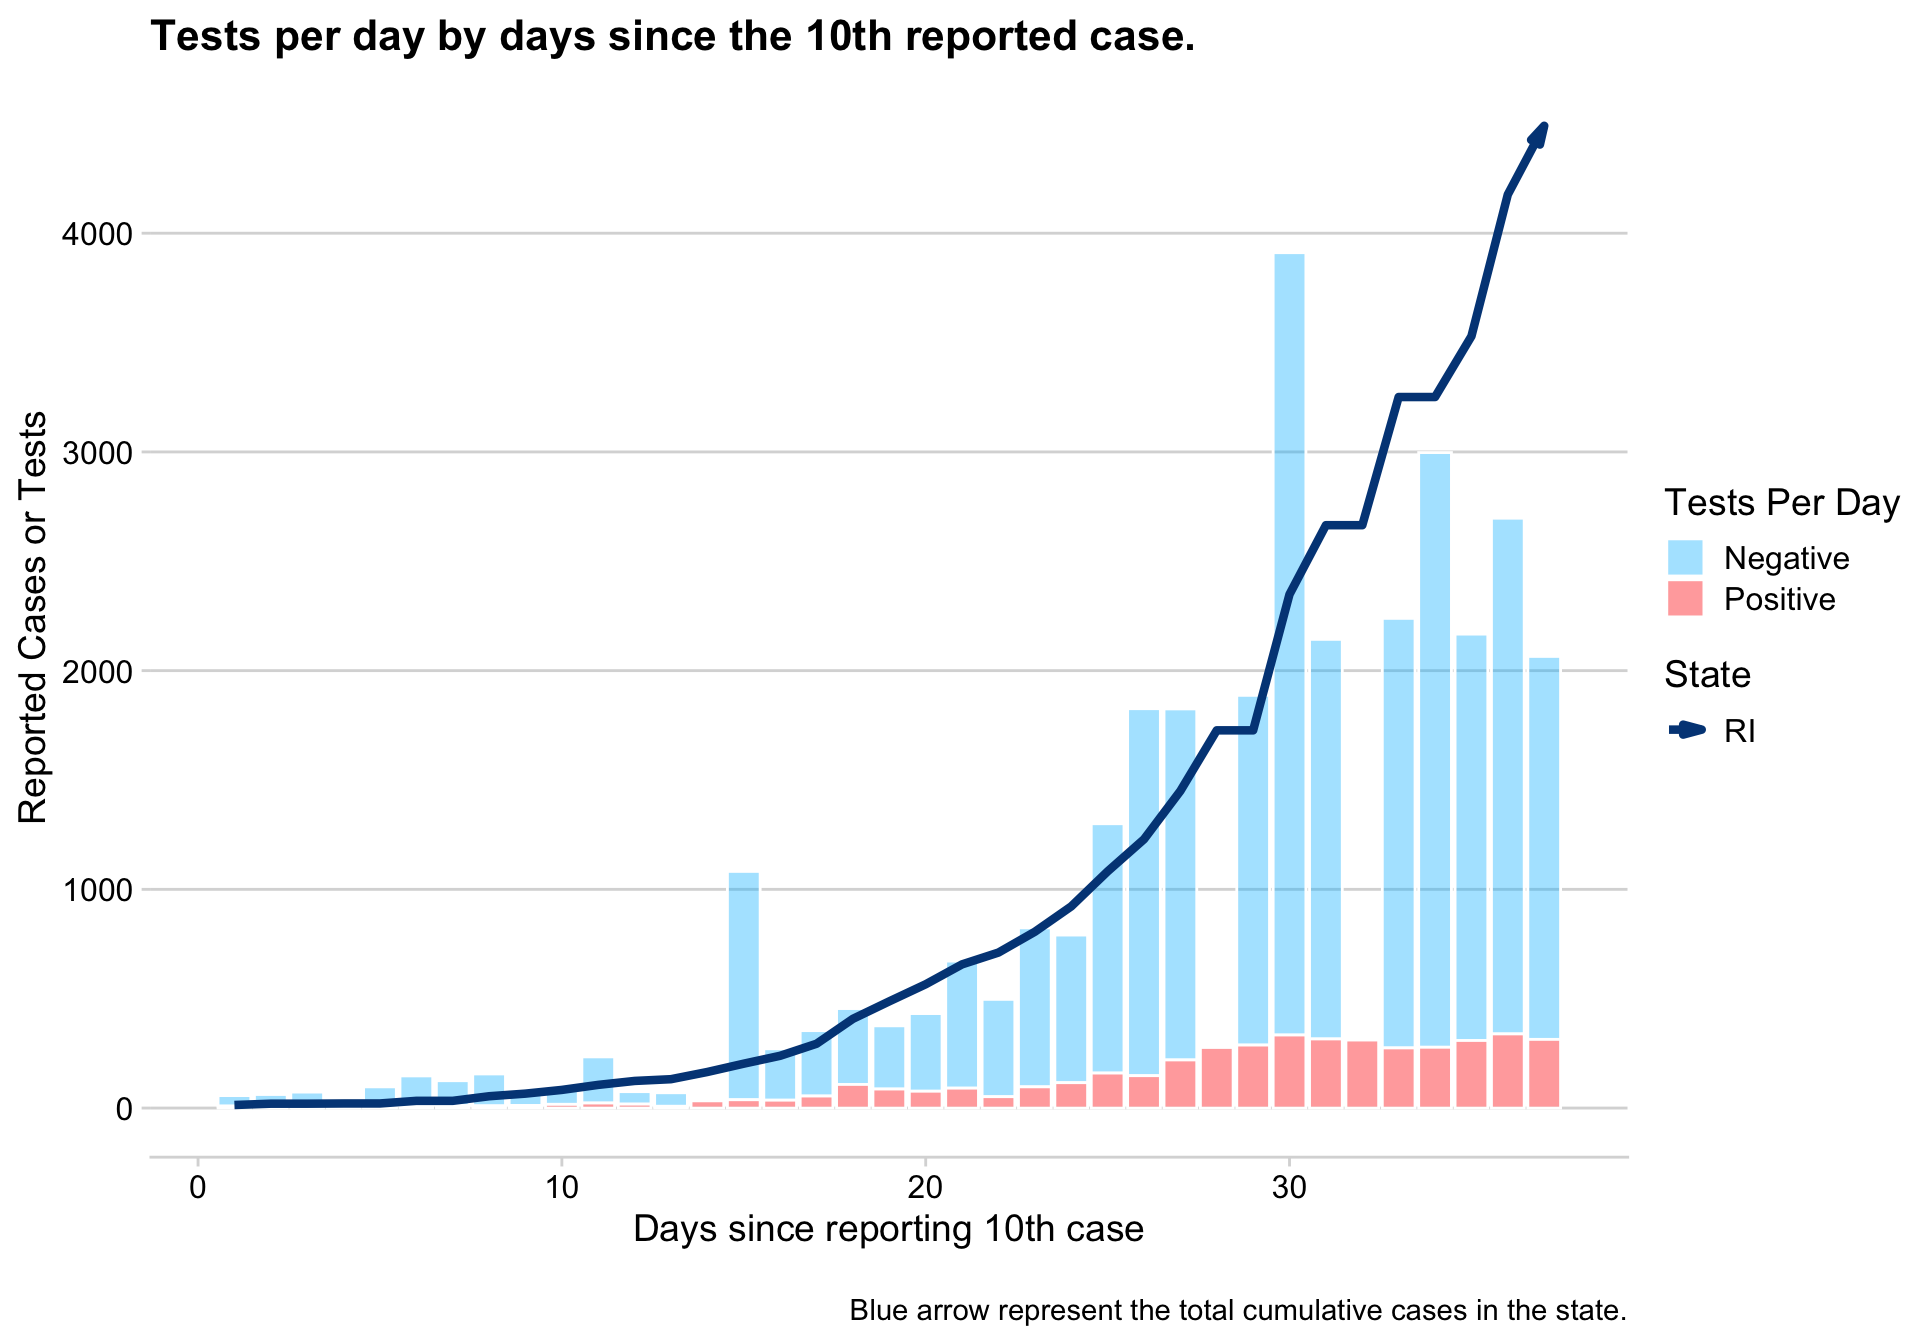 Tests per day by days since the 10th reported case.
Reported Cases or Tests
4000
3000
2000
1000
0
0 10 20 30
Days since reporting 10th case
Tests Per Day
Negative
Positive
State
RI
Blue arrow represent the total cumulative cases in the state.